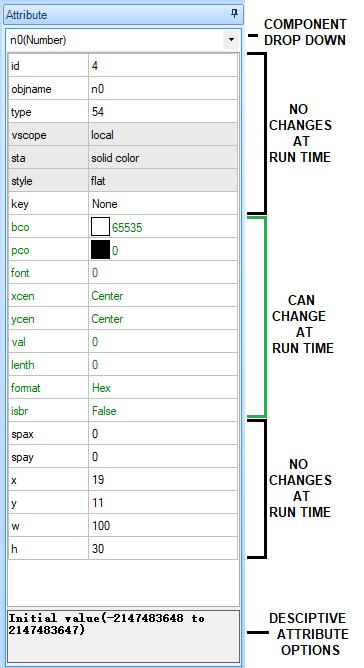 Attribute
n0(Number)
COMPONENT
DROP DOWN
id 4
objname n0
type 54
vscope local
sta solid color
style flat
key None
NO
CHANGES
AT
RUN TIME
bco 65535
pco 0
font 0
xcen Center
ycen Center
val 0
lenth 0
format Hex
isbr False
CAN
CHANGE
AT
RUN TIME
spax 0
spay 0
x 19
y 11
w 100
h 30
NO
CHANGES
AT
RUN TIME
Initial value(-2147483648 to
2147483647)
DESCIPTIVE
ATTRIBUTE
OPTIONS